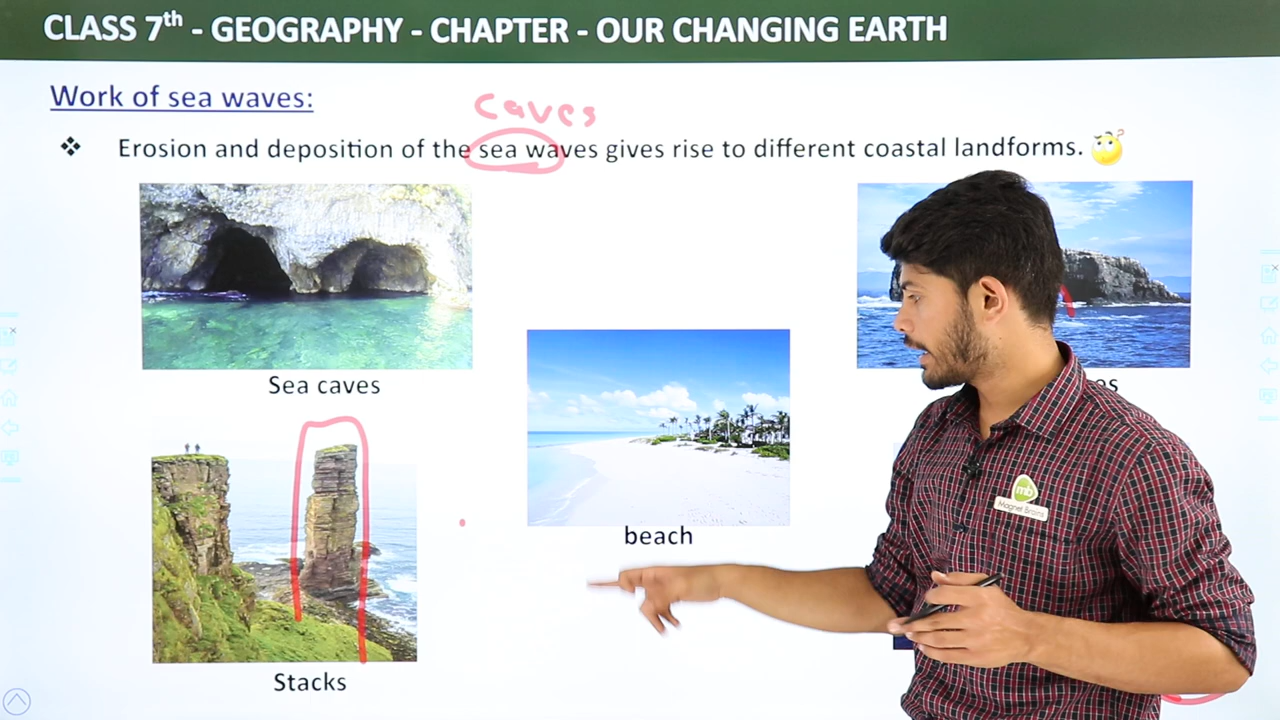 CLASS 7th - GEOGRAPHY - CHAPTER - OUR CHANGING EARTH
Work of sea waves:
caves
❖ Erosion and deposition of the sea waves gives rise to different coastal landforms.
Sea caves
beach
Stacks
mb
Magnet Brains